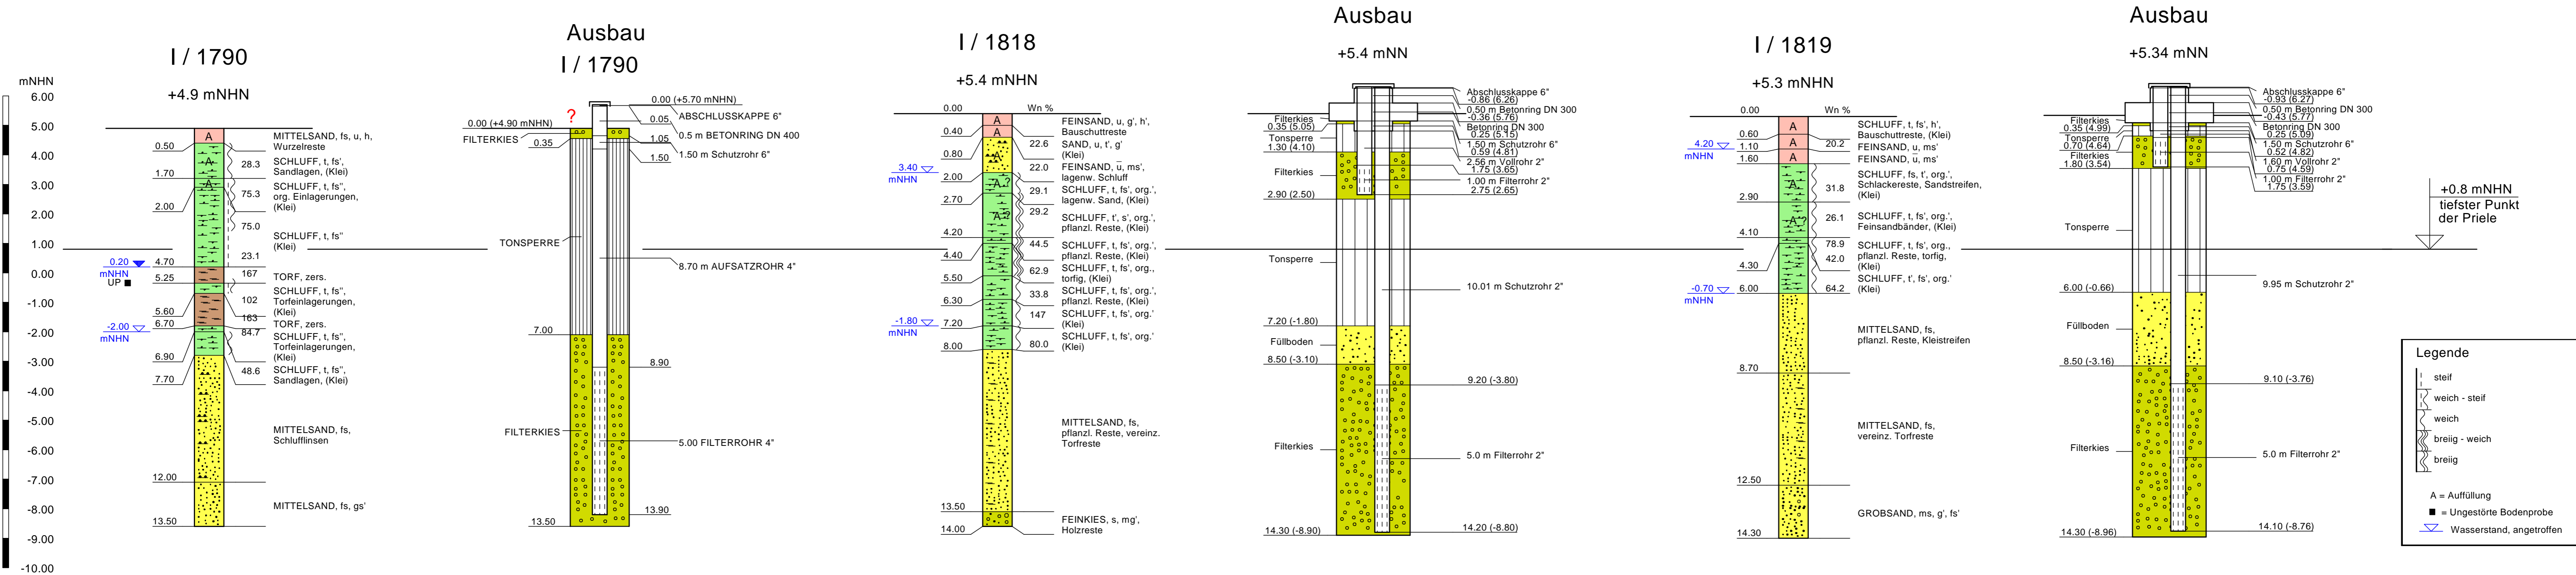 mNHN
6.00
5.00
4.00
3.00
2.00
1.00
0.00
-1.00
-2.00
-3.00
-4.00
-5.00
-6.00
-7.00
-8.00
-9.00
-10.00
I / 1790
+4.9 mNHN
0.50
1.70
2.00
0.20
mNHN
UP
4.70
5.25
5.60
6.70
-2.00
mNHN
6.90
7.70
12.00
13.50
A
A
A
28.3
75.3
75.0
23.1
167
102
163
84.7
48.6
MITTELSAND, fs, u, h,
Wurzelreste
SCHLUFF, t, fs',
Sandlagen, (Klei)
SCHLUFF, t, fs'',
org. Einlagerungen,
(Klei)
SCHLUFF, t, fs''
(Klei)
TORF, zers.
SCHLUFF, t, fs'',
Torfeinlagerungen,
(Klei)
TORF, zers.
SCHLUFF, t, fs'',
Torfeinlagerungen,
(Klei)
SCHLUFF, t, fs'',
Sandlagen, (Klei)
MITTELSAND, fs,
Schlufflinsen
MITTELSAND, fs, gs'
Ausbau
I / 1790
?
0.00 (+4.90 mNHN)
FILTERKIES
0.35
TONSPERRE
7.00
FILTERKIES
13.50
0.00 (+5.70 mNHN)
ABSCHLUSSKAPPE 6"
0.05
0.5 m BETONRING DN 400
1.05
1.50 m Schutzrohr 6"
1.50
8.70 m AUFSATZROHR 4"
8.90
5.00 FILTERROHR 4"
13.90
I / 1818
+5.4 mNHN
0.00
Wn %
0.40
0.80
3.40
mNHN
2.00
2.70
4.20
4.40
5.50
6.30
-1.80
mNHN
7.20
8.00
13.50
14.00
A
A
A
A ?
A ?
22.6
22.0
29.1
29.2
44.5
62.9
33.8
147
80.0
FEINSAND, u, g', h',
Bauschuttreste
SAND, u, t', g'
(Klei)
FEINSAND, ū, ms',
lagenw. Schluff
SCHLUFF, t, fs', org.',
lagenw. Sand, (Klei)
SCHLUFF, t', s', org.',
pflanzl. Reste, (Klei)
SCHLUFF, t, fs', org.',
pflanzl. Reste, (Klei)
SCHLUFF, t, fs', org.,
torfig, (Klei)
SCHLUFF, t, fs', org.',
pflanzl. Reste, (Klei)
SCHLUFF, t, fs', org.'
(Klei)
SCHLUFF, t, fs', org.'
(Klei)
MITTELSAND, fs,
pflanzl. Reste, vereinz.
Torfreste
FEINKIES, s, mg',
Holzreste
Ausbau
+5.4 mNN
Filterkies
0.35 (5.05)
Tonsperre
1.30 (4.10)
Filterkies
2.90 (2.50)
Tonsperre
7.20 (-1.80)
Füllboden
8.50 (-3.10)
Filterkies
14.30 (-8.90)
Abschlusskappe 6"
-0.86 (6.26)
0.50 m Betonring DN 300
-0.36 (5.76)
Betonring DN 300
0.25 (5.15)
1.50 m Schutzrohr 6"
0.59 (4.81)
2.56 m Vollrohr 2"
1.75 (3.65)
1.00 m Filterrohr 2"
2.75 (2.65)
10.01 m Schutzrohr 2"
9.20 (-3.80)
5.0 m Filterrohr 2"
14.20 (-8.80)
I / 1819
+5.3 mNHN
0.00
Wn %
0.60
4.20
mNHN
1.10
1.60
2.90
4.10
4.30
-0.70
mNHN
6.00
8.70
12.50
14.30
A
A
A
A
A ?
20.2
31.8
26.1
78.9
42.0
64.2
SCHLUFF, t, fs', h',
Bauschuttreste, (Klei)
FEINSAND, u, ms'
FEINSAND, ū, ms'
SCHLUFF, fs, t', org.',
Schlackereste, Sandstreifen,
(Klei)
SCHLUFF, t, fs', org.',
Feinsandbänder, (Klei)
SCHLUFF, t, fs', org.,
pflanzl. Reste, torfig,
(Klei)
SCHLUFF, t', fs', org.'
(Klei)
MITTELSAND, fs,
pflanzl. Reste, Kleistreifen
MITTELSAND, fs,
vereinz. Torfreste
GROBSAND, ms, g', fs'
Ausbau
+5.34 mNN
Filterkies
0.35 (4.99)
Tonsperre
0.70 (4.64)
Filterkies
1.80 (3.54)
Tonsperre
6.00 (-0.66)
Füllboden
8.50 (-3.16)
Filterkies
14.30 (-8.96)
Abschlusskappe 6"
-0.93 (6.27)
0.50 m Betonring DN 300
-0.43 (5.77)
Betonring DN 300
0.25 (5.09)
1.50 m Schutzrohr 6"
0.52 (4.82)
1.60 m Vollrohr 2"
0.75 (4.59)
1.00 m Filterrohr 2"
1.75 (3.59)
9.95 m Schutzrohr 2"
9.10 (-3.76)
5.0 m Filterrohr 2"
14.10 (-8.76)
+0.8 mNHN
tiefster Punkt
der Priele
Legende
steif
weich - steif
weich
breiig - weich
breiig
A = Auffüllung
= Ungestörte Bodenprobe
Wasserstand, angetroffen